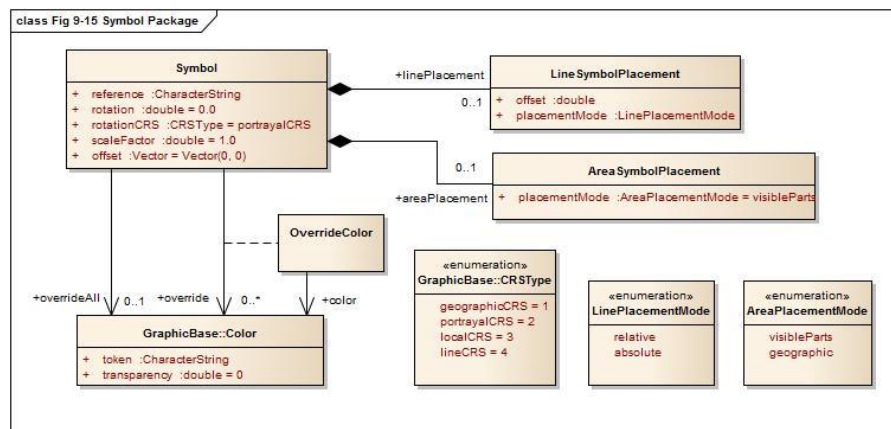 class Fig 9-15 Symbol Package
Symbol
+ reference :CharacterString
+ rotation :double = 0.0
+ rotationCRS :CRSType = portrayalCRS
+ scaleFactor :double = 1.0
+ offset :Vector = Vector(0, 0)
+linePlacement
0..1
LineSymbolPlacement
+ offset :double
+ placementMode :LinePlacementMode
0..1
+areaPlacement
AreaSymbolPlacement
+ placementMode :AreaPlacementMode = visibleParts
OverrideColor
+overrideAll
0..1
+override
0..*
+color
GraphicBase::Color
+ token :CharacterString
+ transparency :double = 0
«enumeration»
GraphicBase::CRSType
geographicCRS = 1
portrayalCRS = 2
localCRS = 3
lineCRS = 4
«enumeration»
LinePlacementMode
relative
absolute
«enumeration»
AreaPlacementMode
visibleParts
geographic